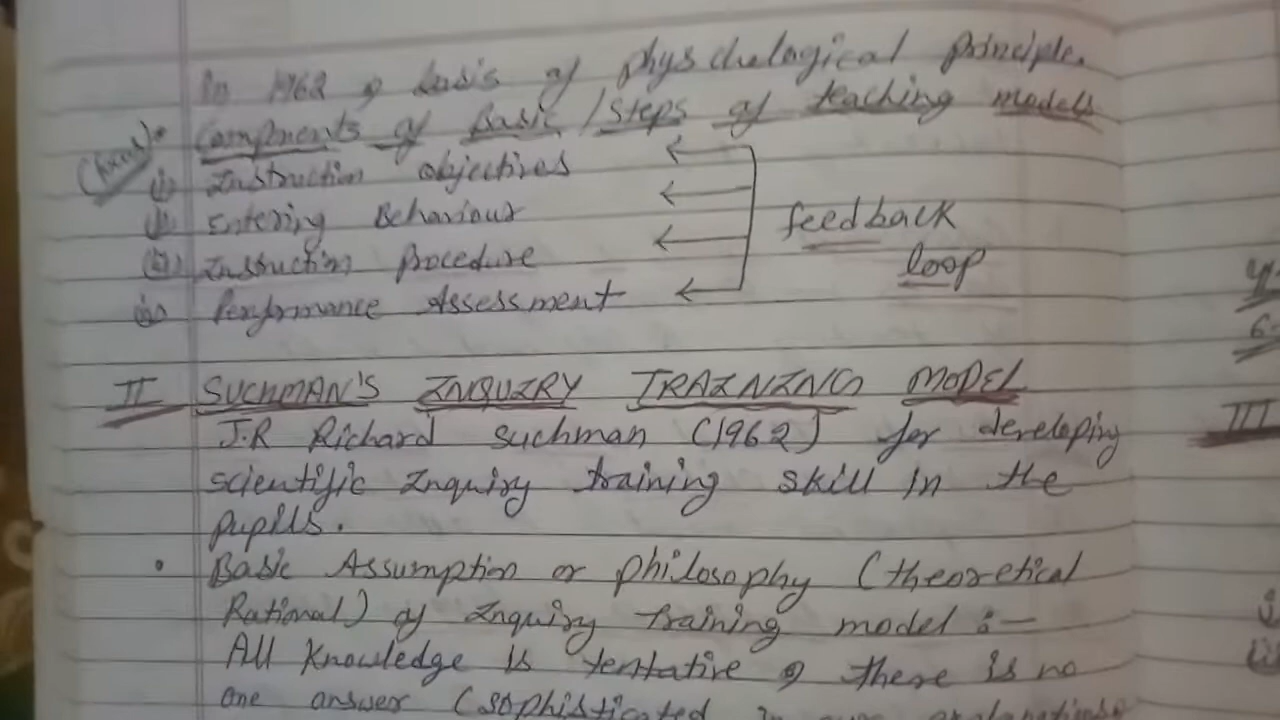 In 1962, basis of physchological principle.
Components of Basic / Steps of teaching models
(i) Instruction objectives
(ii) Entering Behaviour
(iii) Instruction Procedure
(iv) Performance Assessment
feedback
loop
II SUCHMAN'S INQUIRY TRAINING MODEL
J.R Richard suchman (1962) for developing
scientific Inquiry training skill in the
pupils.
• Basic Assumption or philosophy (theoretical
Rational) of Inquiry training model :-
All Knowledge is tentative, there is no
one answer (sophisticated
III